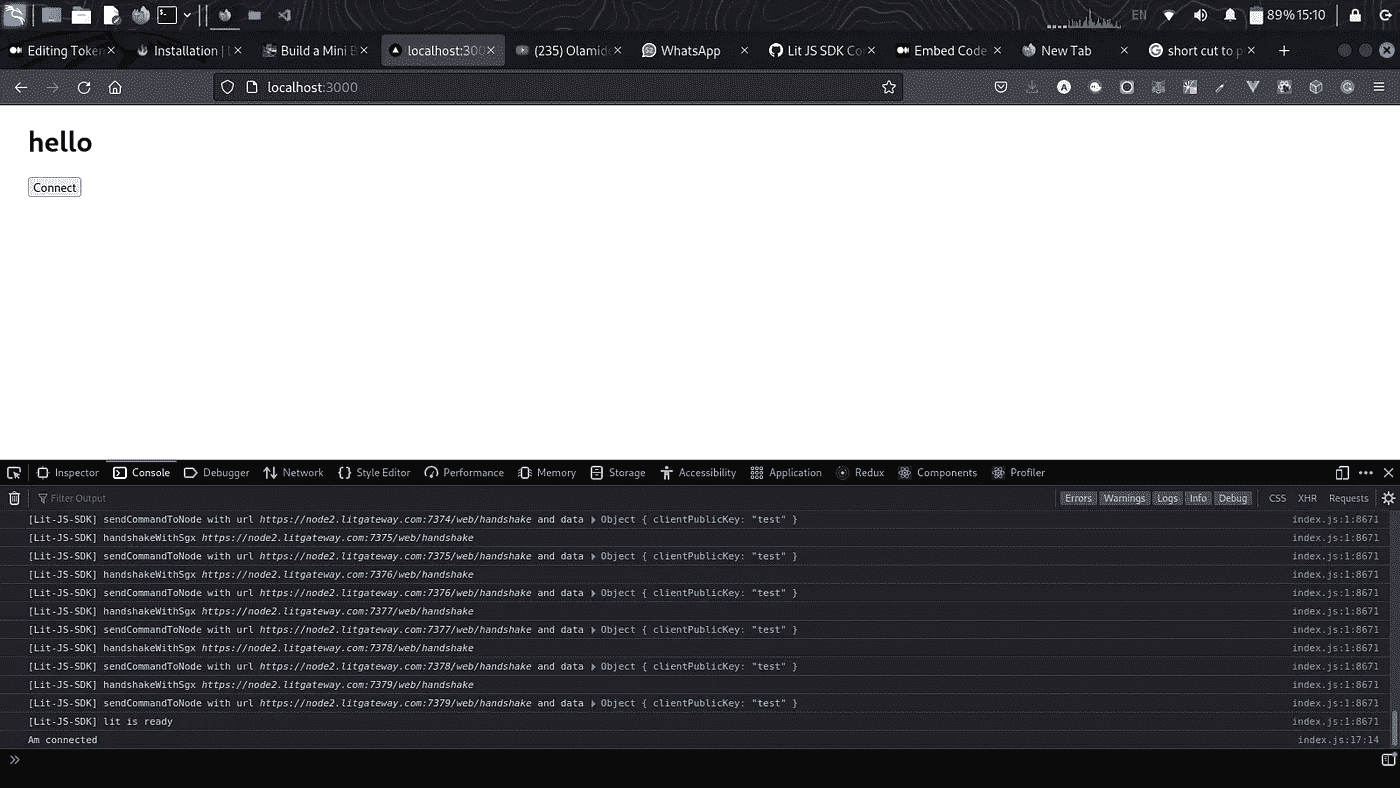 EN 89% 15:10
Editing Token Installation | L Build a Mini B localhost:300 (235) Olamide WhatsApp Lit JS SDK Co Embed Code New Tab short cut to p
localhost:3000
hello
Connect
Inspector Console Debugger Network Style Editor Performance Memory Storage Accessibility Application Redux Components Profiler
Filter Output Errors Warnings Logs Info Debug CSS XHR Requests
[Lit-JS-SDK] sendCommandToNode with url https://node2.litgateway.com:7374/web/handshake and data Object { clientPublicKey: "test" } index.js:1:8671
[Lit-JS-SDK] handshakeWithSgx https://node2.litgateway.com:7375/web/handshake index.js:1:8671
[Lit-JS-SDK] sendCommandToNode with url https://node2.litgateway.com:7375/web/handshake and data Object { clientPublicKey: "test" } index.js:1:8671
[Lit-JS-SDK] handshakeWithSgx https://node2.litgateway.com:7376/web/handshake index.js:1:8671
[Lit-JS-SDK] sendCommandToNode with url https://node2.litgateway.com:7376/web/handshake and data Object { clientPublicKey: "test" } index.js:1:8671
[Lit-JS-SDK] handshakeWithSgx https://node2.litgateway.com:7377/web/handshake index.js:1:8671
[Lit-JS-SDK] sendCommandToNode with url https://node2.litgateway.com:7377/web/handshake and data Object { clientPublicKey: "test" } index.js:1:8671
[Lit-JS-SDK] handshakeWithSgx https://node2.litgateway.com:7378/web/handshake index.js:1:8671
[Lit-JS-SDK] sendCommandToNode with url https://node2.litgateway.com:7378/web/handshake and data Object { clientPublicKey: "test" } index.js:1:8671
[Lit-JS-SDK] handshakeWithSgx https://node2.litgateway.com:7379/web/handshake index.js:1:8671
[Lit-JS-SDK] sendCommandToNode with url https://node2.litgateway.com:7379/web/handshake and data Object { clientPublicKey: "test" } index.js:1:8671
[Lit-JS-SDK] lit is ready index.js:1:8671
Am connected index.js:17:14